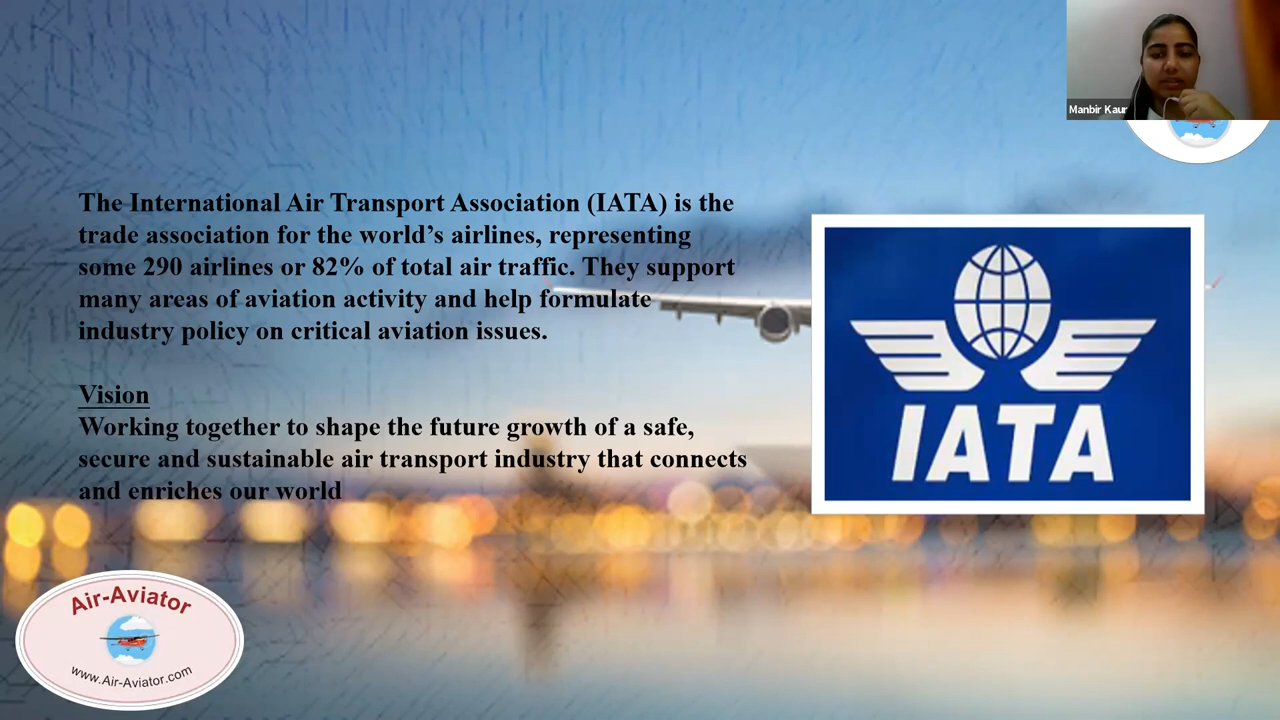 Manbir Kaur
The International Air Transport Association (IATA) is the
trade association for the world’s airlines, representing
some 290 airlines or 82% of total air traffic. They support
many areas of aviation activity and help formulate
industry policy on critical aviation issues.
Vision
Working together to shape the future growth of a safe,
secure and sustainable air transport industry that connects
and enriches our world
IATA
Air-Aviator
www.Air-Aviator.com